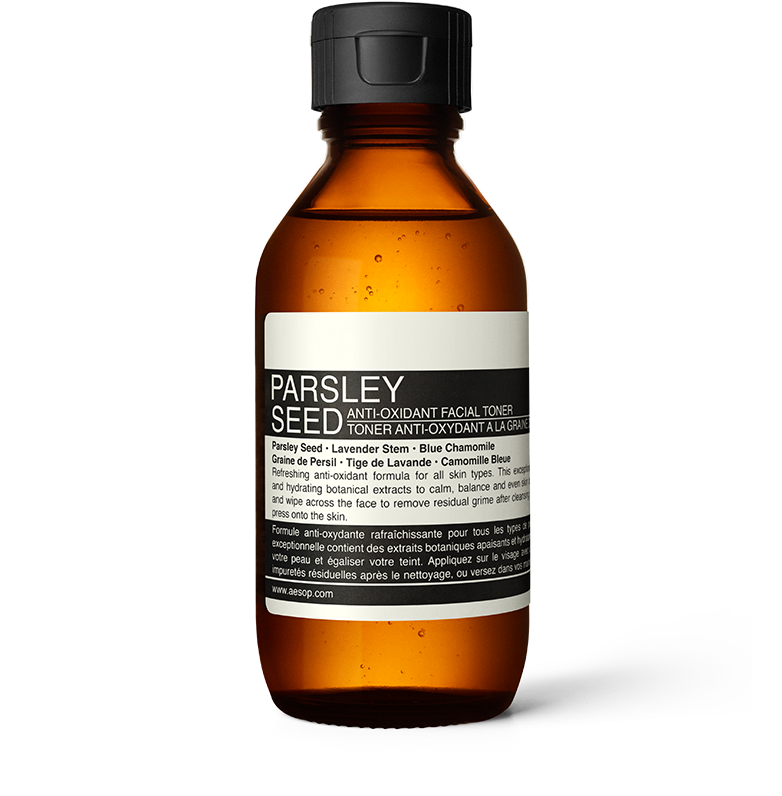 PARSLEY
SEED ANTI-OXIDANT FACIAL TONER
TONER ANTI-OXYDANT A LA GRAINE
Parsley Seed · Lavender Stem · Blue Chamomile
Graine de Persil · Tige de Lavande · Camomille Bleue
Refreshing anti-oxidant formula for all skin types. This
and hydrating botanical extracts to calm, balance and even skin
and wipe across the face to remove residual grime after cleansing,
press onto the skin.
Formule anti-oxydante rafraîchissante pour tous les types de
exceptionnelle contient des extraits botaniques apaisants et
votre peau et égaliser votre teint. Appliquez sur le visage
impuretés résiduelles après le nettoyage, ou versez dans vos
www.aesop.com